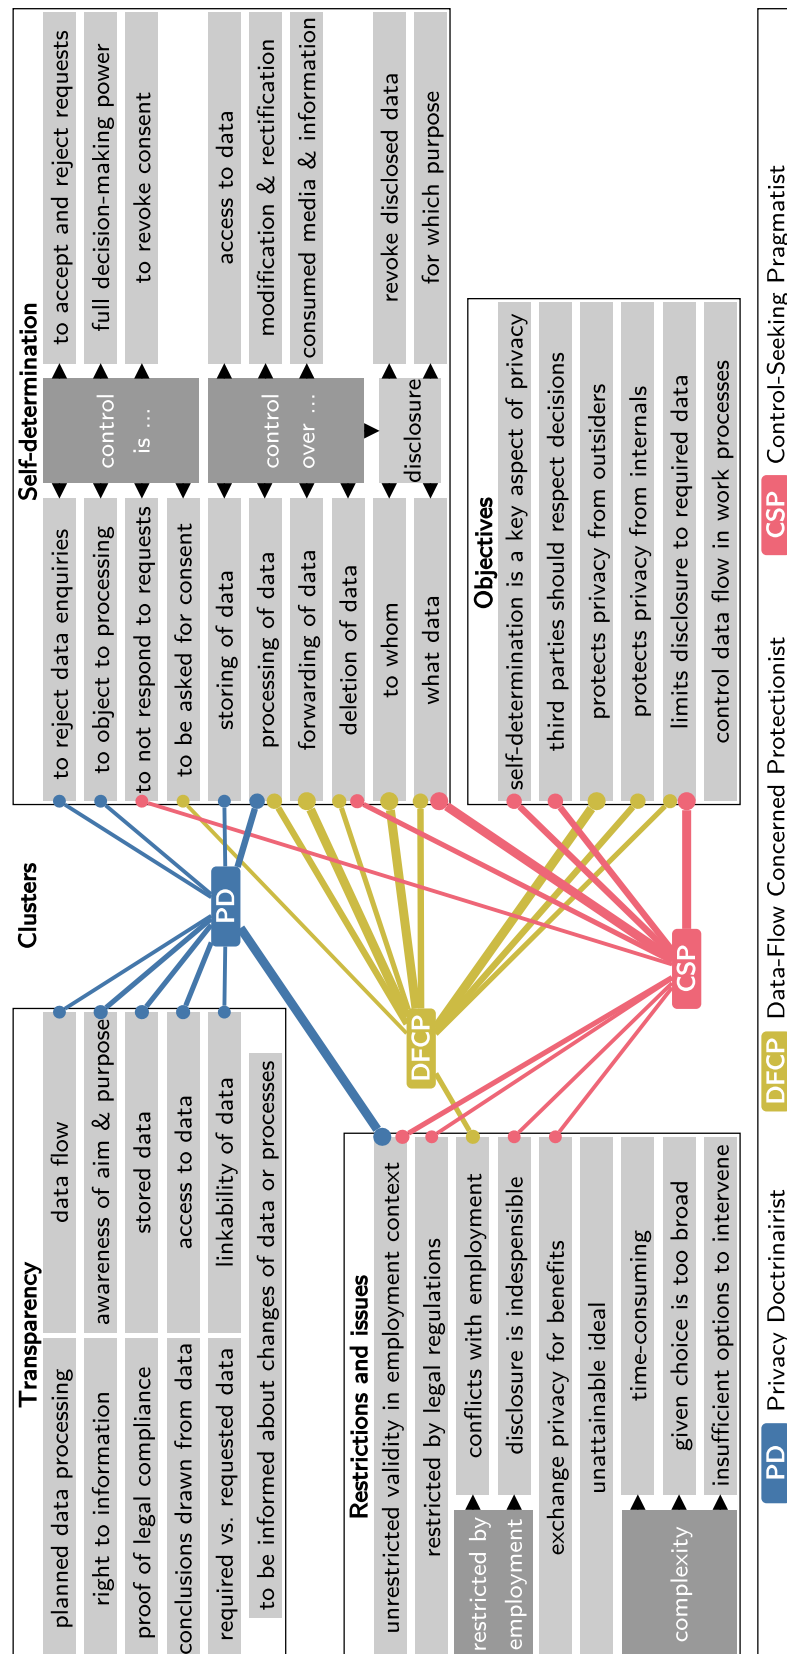 Transparency
planned data processing
right to information
proof of legal compliance
conclusions drawn from data
required vs. requested data
data flow
awareness of aim & purpose
stored data
access to data
linkability of data
to be informed about changes of data or processes
Restrictions and issues
unrestricted validity in employment context
restricted by legal regulations
restricted by
employment
conflicts with employment
disclosure is indespensible
exchange privacy for benefits
unattainable ideal
complexity
time-consuming
given choice is too broad
insufficient options to intervene
Clusters
PD
DFCP
CSP
Self-determination
to reject data enquiries
to object to processing
to not respond to requests
to be asked for consent
control
is ...
to accept and reject requests
full decision-making power
to revoke consent
storing of data
processing of data
forwarding of data
deletion of data
control
over ...
access to data
modification & rectification
consumed media & information
to whom
what data
disclosure
revoke disclosed data
for which purpose
Objectives
self-determination is a key aspect of privacy
third parties should respect decisions
protects privacy from outsiders
protects privacy from internals
limits disclosure to required data
control data flow in work processes
PD Privacy Doctrinairist
DFCP Data-Flow Concerned Protectionist
CSP Control-Seeking Pragmatist